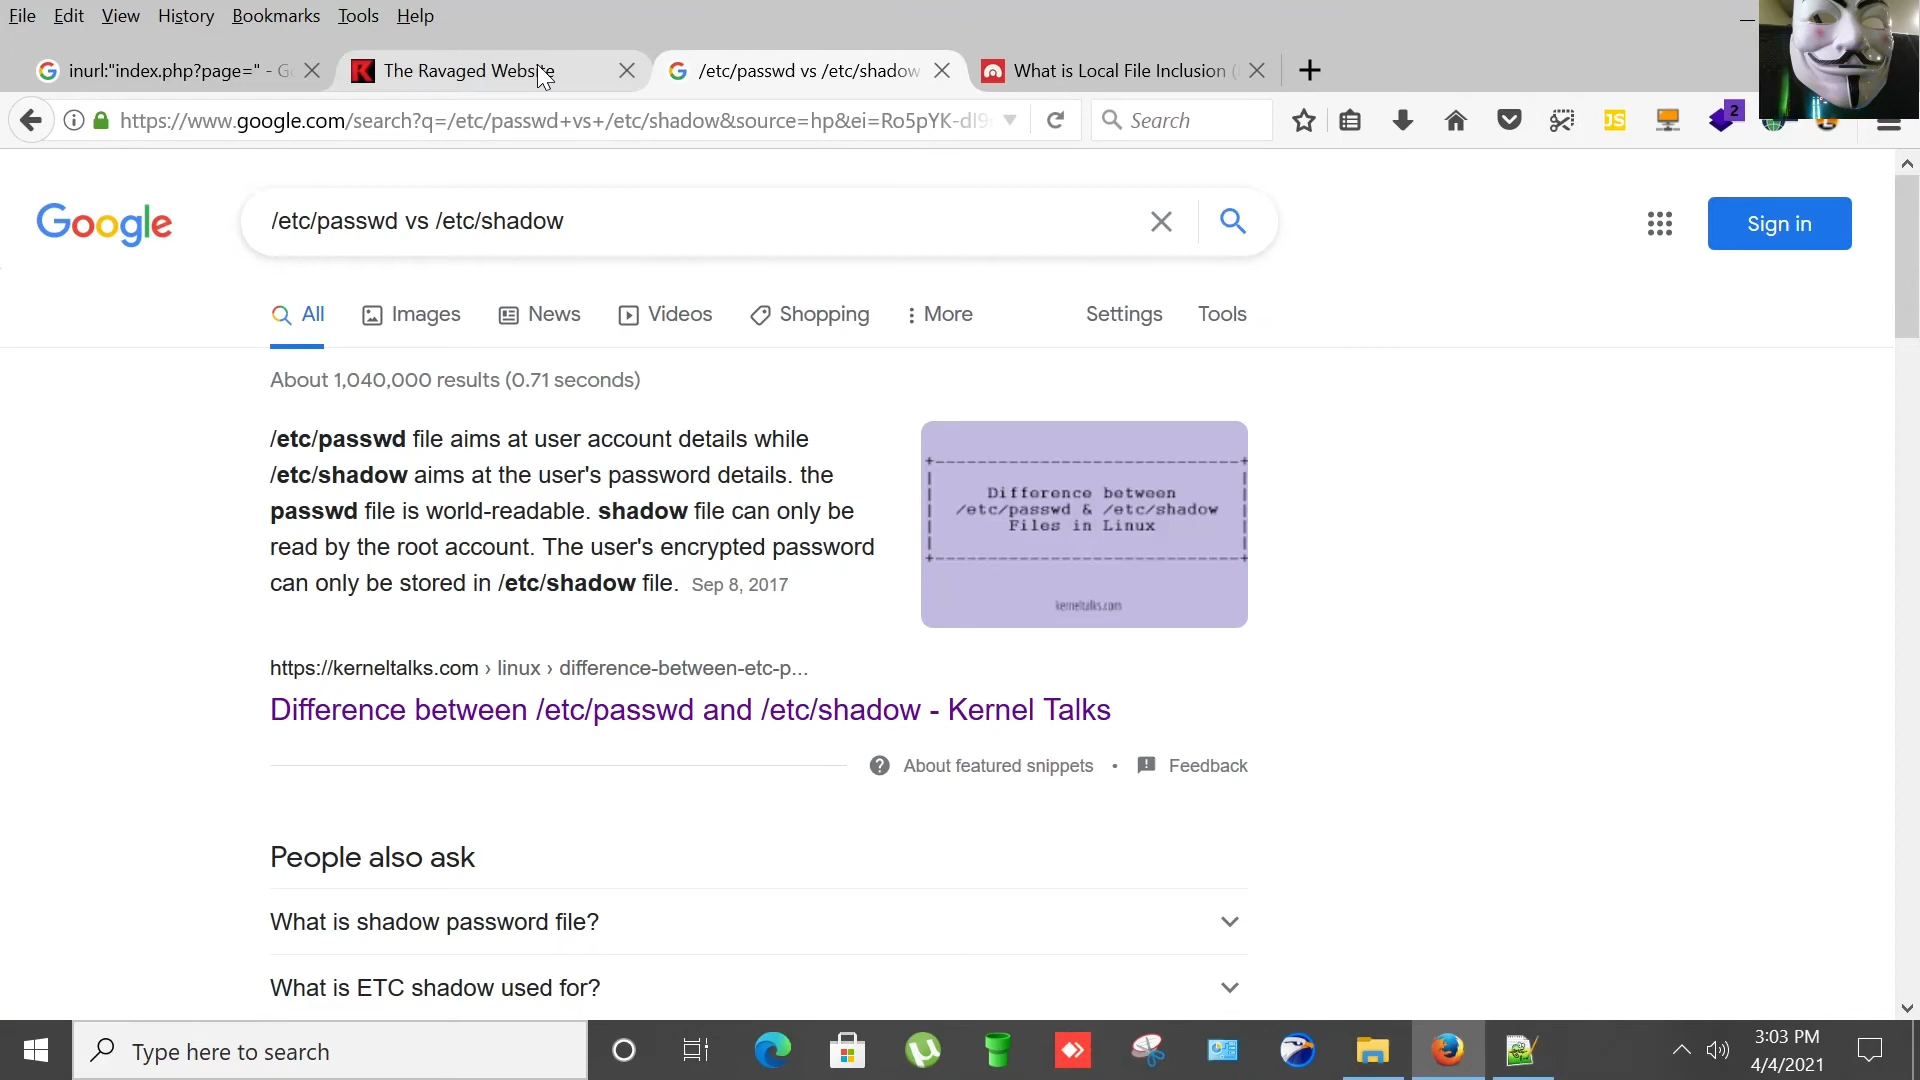 File Edit View History Bookmarks Tools Help
inurl:"index.php?page=" - G
The Ravaged Website
/etc/passwd vs /etc/shadow
What is Local File Inclusion (
https://www.google.com/search?q=/etc/passwd+vs+/etc/shadow&source=hp&ei=Ro5pYK-dI9
Search
JS
2
Google
/etc/passwd vs /etc/shadow
Sign in
All Images News Videos Shopping More Settings Tools
About 1,040,000 results (0.71 seconds)
/etc/passwd file aims at user account details while
/etc/shadow aims at the user's password details. the
passwd file is world-readable. shadow file can only be
read by the root account. The user's encrypted password
can only be stored in /etc/shadow file. Sep 8, 2017
Difference between
/etc/passwd & /etc/shadow
Files in Linux
kerneltalks.com
https://kerneltalks.com › linux › difference-between-etc-p...
Difference between /etc/passwd and /etc/shadow - Kernel Talks
About featured snippets • Feedback
People also ask
What is shadow password file?
What is ETC shadow used for?
Type here to search
3:03 PM
4/4/2021